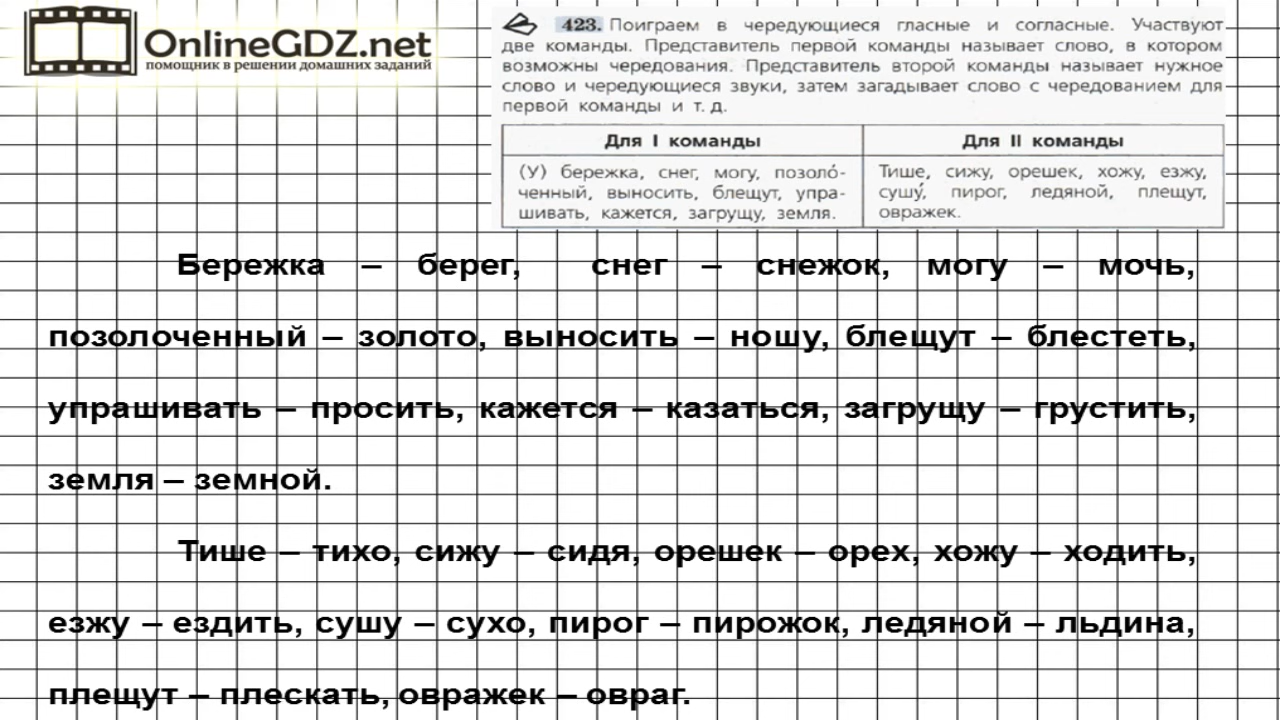 OnlineGDZ.net
помощник в решении домашних заданий
423. Поиграем в чередующиеся гласные и согласные. Участвуют
две команды. Представитель первой команды называет слово, в котором
возможны чередования. Представитель второй команды называет нужное
слово и чередующиеся звуки, затем загадывает слово с чередованием для
первой команды и т. д.
Для I команды
(У) бережка, снег, могу, позоло́-
ченный, выносить, блещут, упра-
шивать, кажется, загрущу, земля.
Для II команды
Тише, сижу, орешек, хожу, езжу,
сушу́, пирог, ледяной, плещут,
овражек.
Бережка – берег, снег – снежок, могу – мочь,
позолоченный – золото, выносить – ношу, блещут – блестеть,
упрашивать – просить, кажется – казаться, загрущу – грустить,
земля – земной.
Тише – тихо, сижу – сидя, орешек – орех, хожу – ходить,
езжу – ездить, сушу – сухо, пирог – пирожок, ледяной – льдина,
плещут – плескать, овражек – овраг.